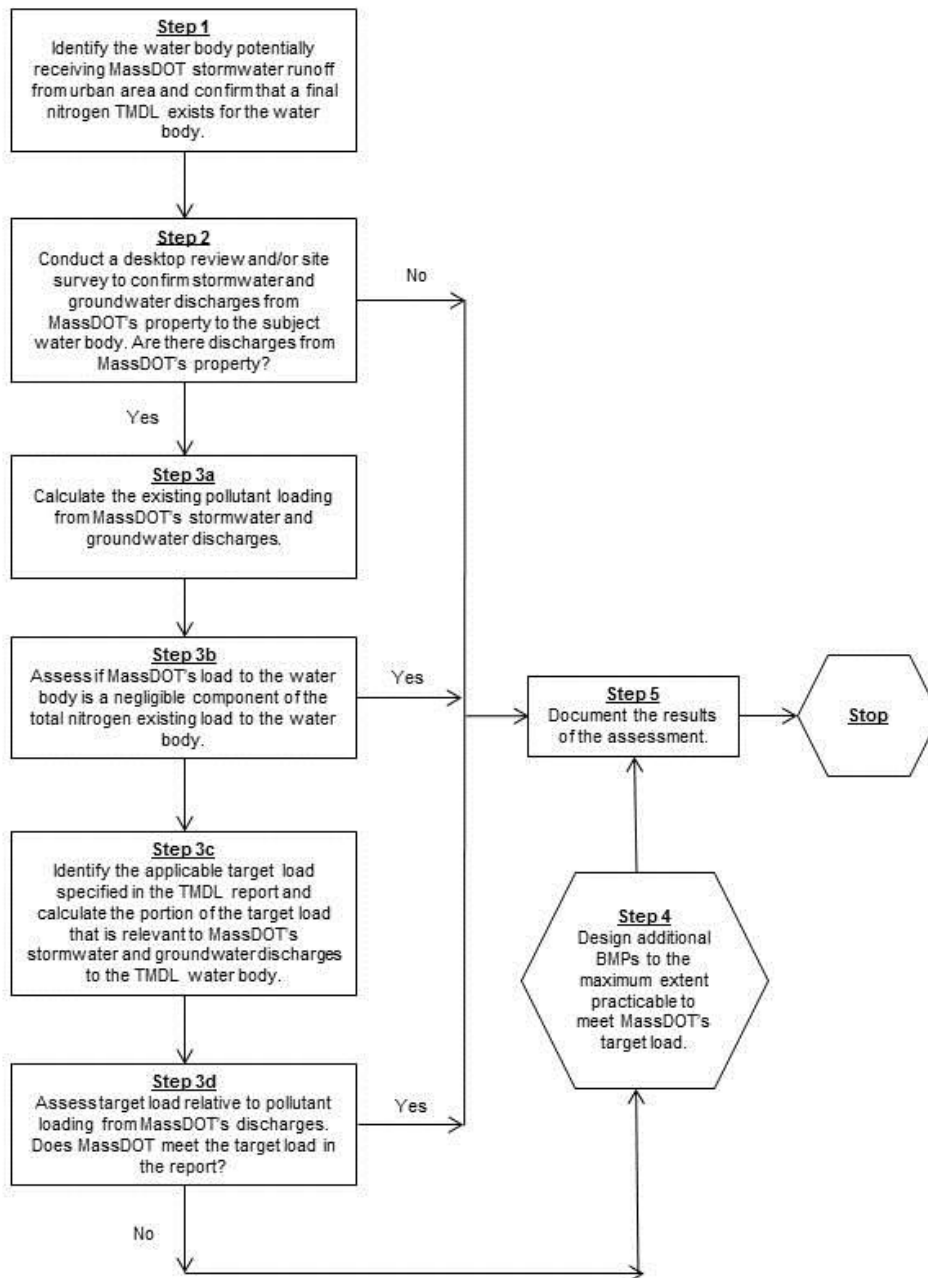 Step 1
Identify the water body potentially
receiving MassDOT stormwater runoff
from urban area and confirm that a final
nitrogen TMDL exists for the water
body.
Step 2
Conduct a desktop review and/or site
survey to confirm stormwater and
groundwater discharges from
MassDOT's property to the subject
water body. Are there discharges from
MassDOT's property?
No
Yes
Step 3a
Calculate the existing pollutant loading
from MassDOT's stormwater and
groundwater discharges.
Step 3b
Assess if MassDOT's load to the water
body is a negligible component of the
total nitrogen existing load to the water
body.
Yes
Step 3c
Identify the applicable target load
specified in the TMDL report and
calculate the portion of the target load
that is relevant to MassDOT's
stormwater and groundwater discharges
to the TMDL water body.
Step 3d
Assess target load relative to pollutant
loading from MassDOT's discharges.
Does MassDOT meet the target load in
the report?
Yes
No
Step 4
Design additional
BMPs to the
maximum extent
practicable to
meet MassDOT's
target load.
Step 5
Document the results
of the assessment.
Stop